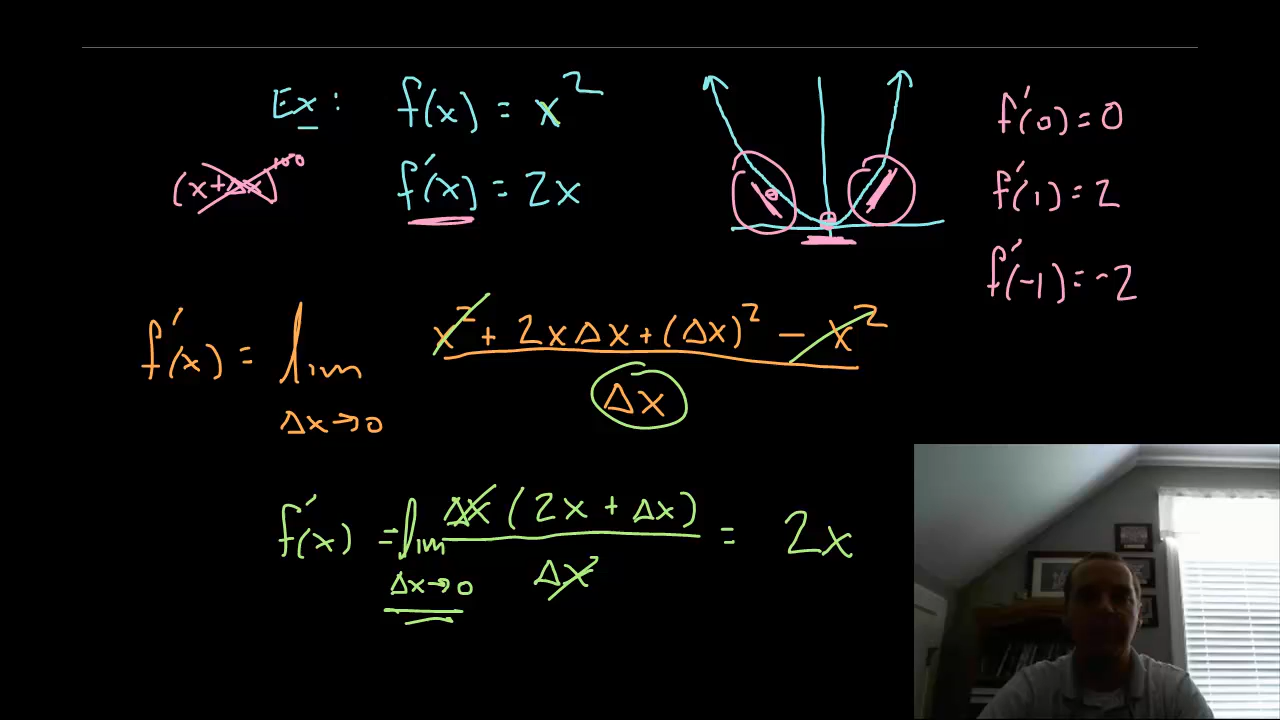 Ex : f(x) = x²
(x+Δx)¹⁰⁰ f'(x) = 2x
f'(0) = 0
f'(1) = 2
f'(-1) = -2
f'(x) = lim Δx→0 x² + 2xΔx + (Δx)² - x² / Δx
f'(x) = lim Δx→0 Δx (2x + Δx) / Δx = 2x